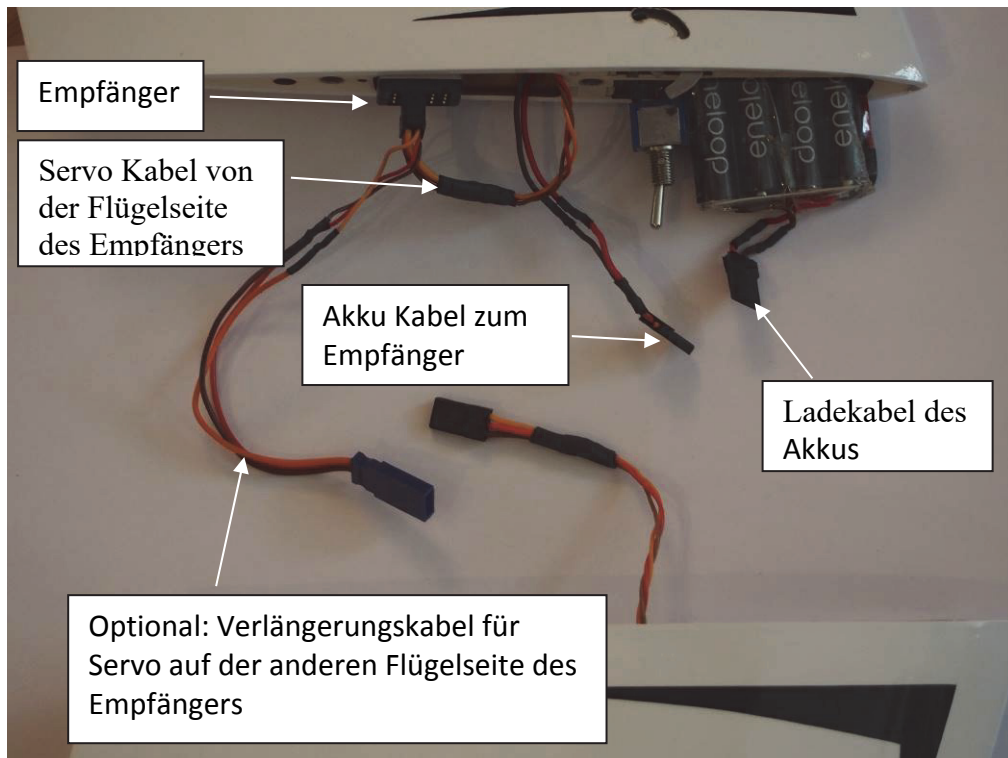 Empfänger
Servo Kabel von
der Flügelseite
des Empfängers
Akku Kabel zum
Empfänger
Ladekabel des
Akkus
Optional: Verlängerungskabel für
Servo auf der anderen Flügelseite des
Empfängers
eneloop
eneloop